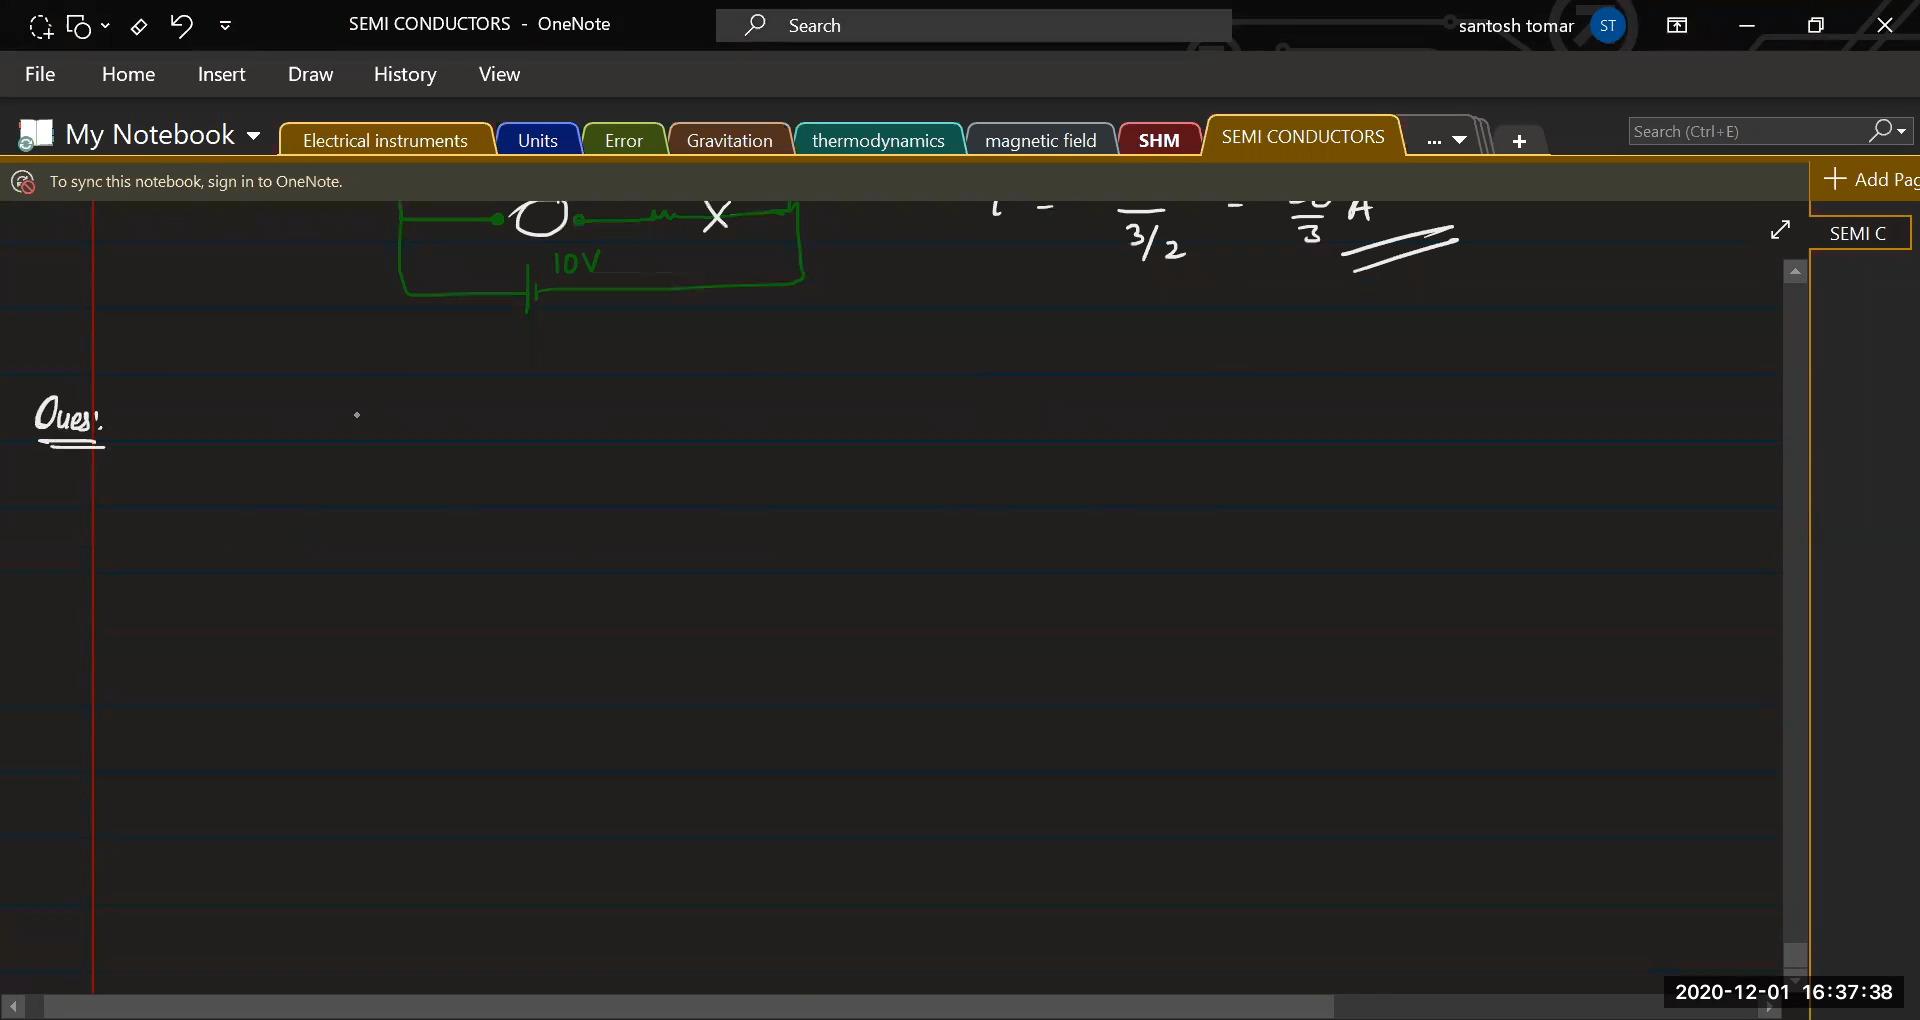 SEMI CONDUCTORS - OneNote
Search
santosh tomar ST
File Home Insert Draw History View
My Notebook Electrical instruments Units Error Gravitation thermodynamics magnetic field SHM SEMI CONDUCTORS ... + Search (Ctrl+E)
To sync this notebook, sign in to OneNote.
+ Add Pag
SEMI C
X
10V
3/2
3
A
Ques.
2020-12-01 16:37:38